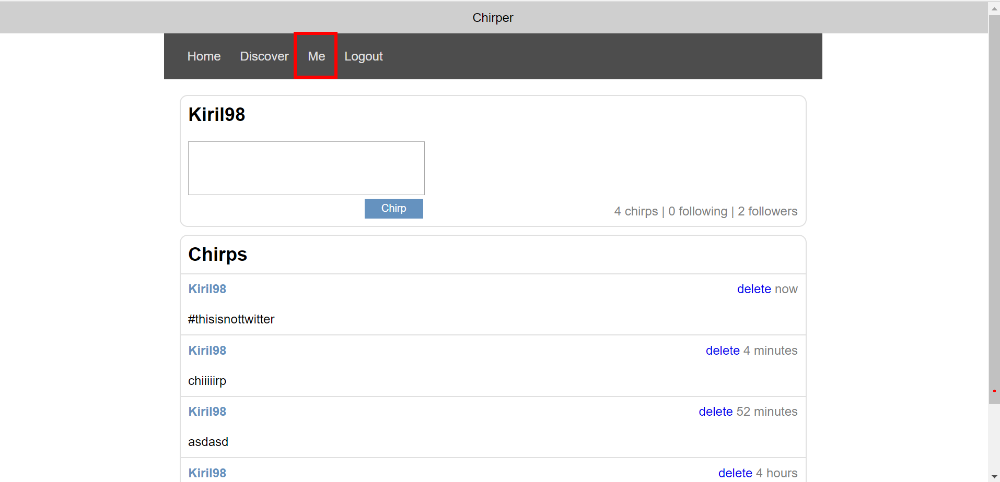 Chirper
Home Discover Me Logout
Kiril98
Chirp
4 chirps | 0 following | 2 followers
Chirps
Kiril98 delete now
#thisisnottwitter
Kiril98 delete 4 minutes
chiiiiirp
Kiril98 delete 52 minutes
asdasd
Kiril98 delete 4 hours